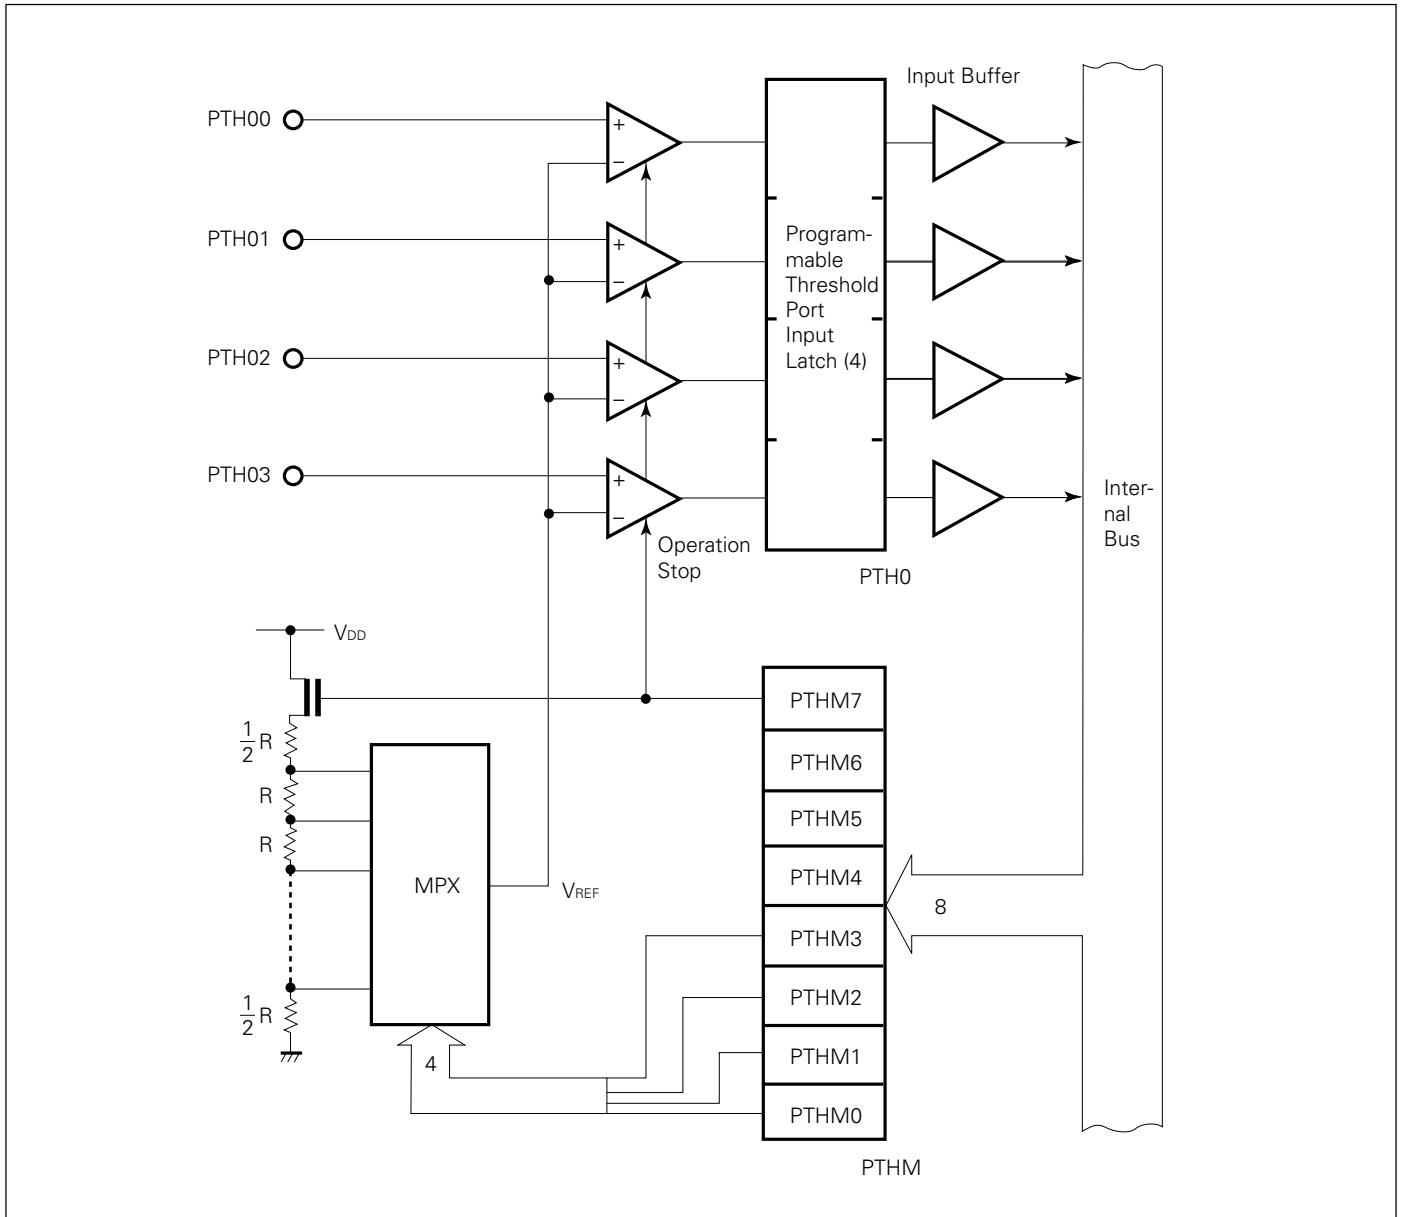 Input Buffer
PTH00
+
−
PTH01
+
−
Program-
mable
Threshold
Port
Input
Latch (4)
PTH02
+
−
PTH03
+
−
Inter-
nal
Bus
Operation
Stop
PTH0
VDD
PTHM7
1
2
R
PTHM6
R
PTHM5
R
PTHM4
MPX
VREF
8
PTHM3
PTHM2
1
2
R
4
PTHM1
PTHM0
PTHM